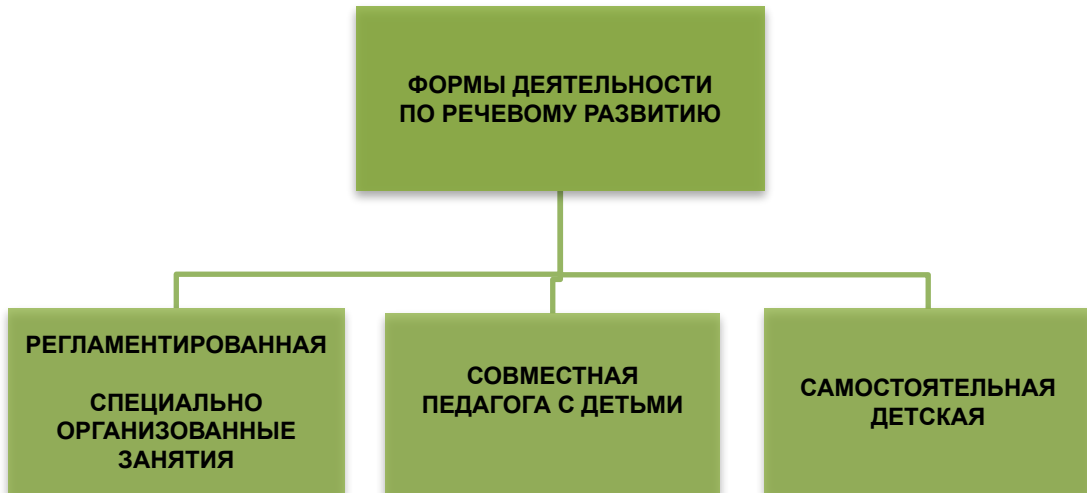 ФОРМЫ ДЕЯТЕЛЬНОСТИ
ПО РЕЧЕВОМУ РАЗВИТИЮ
РЕГЛАМЕНТИРОВАННАЯ
СПЕЦИАЛЬНО
ОРГАНИЗОВАННЫЕ
ЗАНЯТИЯ
СОВМЕСТНАЯ
ПЕДАГОГА С ДЕТЬМИ
САМОСТОЯТЕЛЬНАЯ
ДЕТСКАЯ